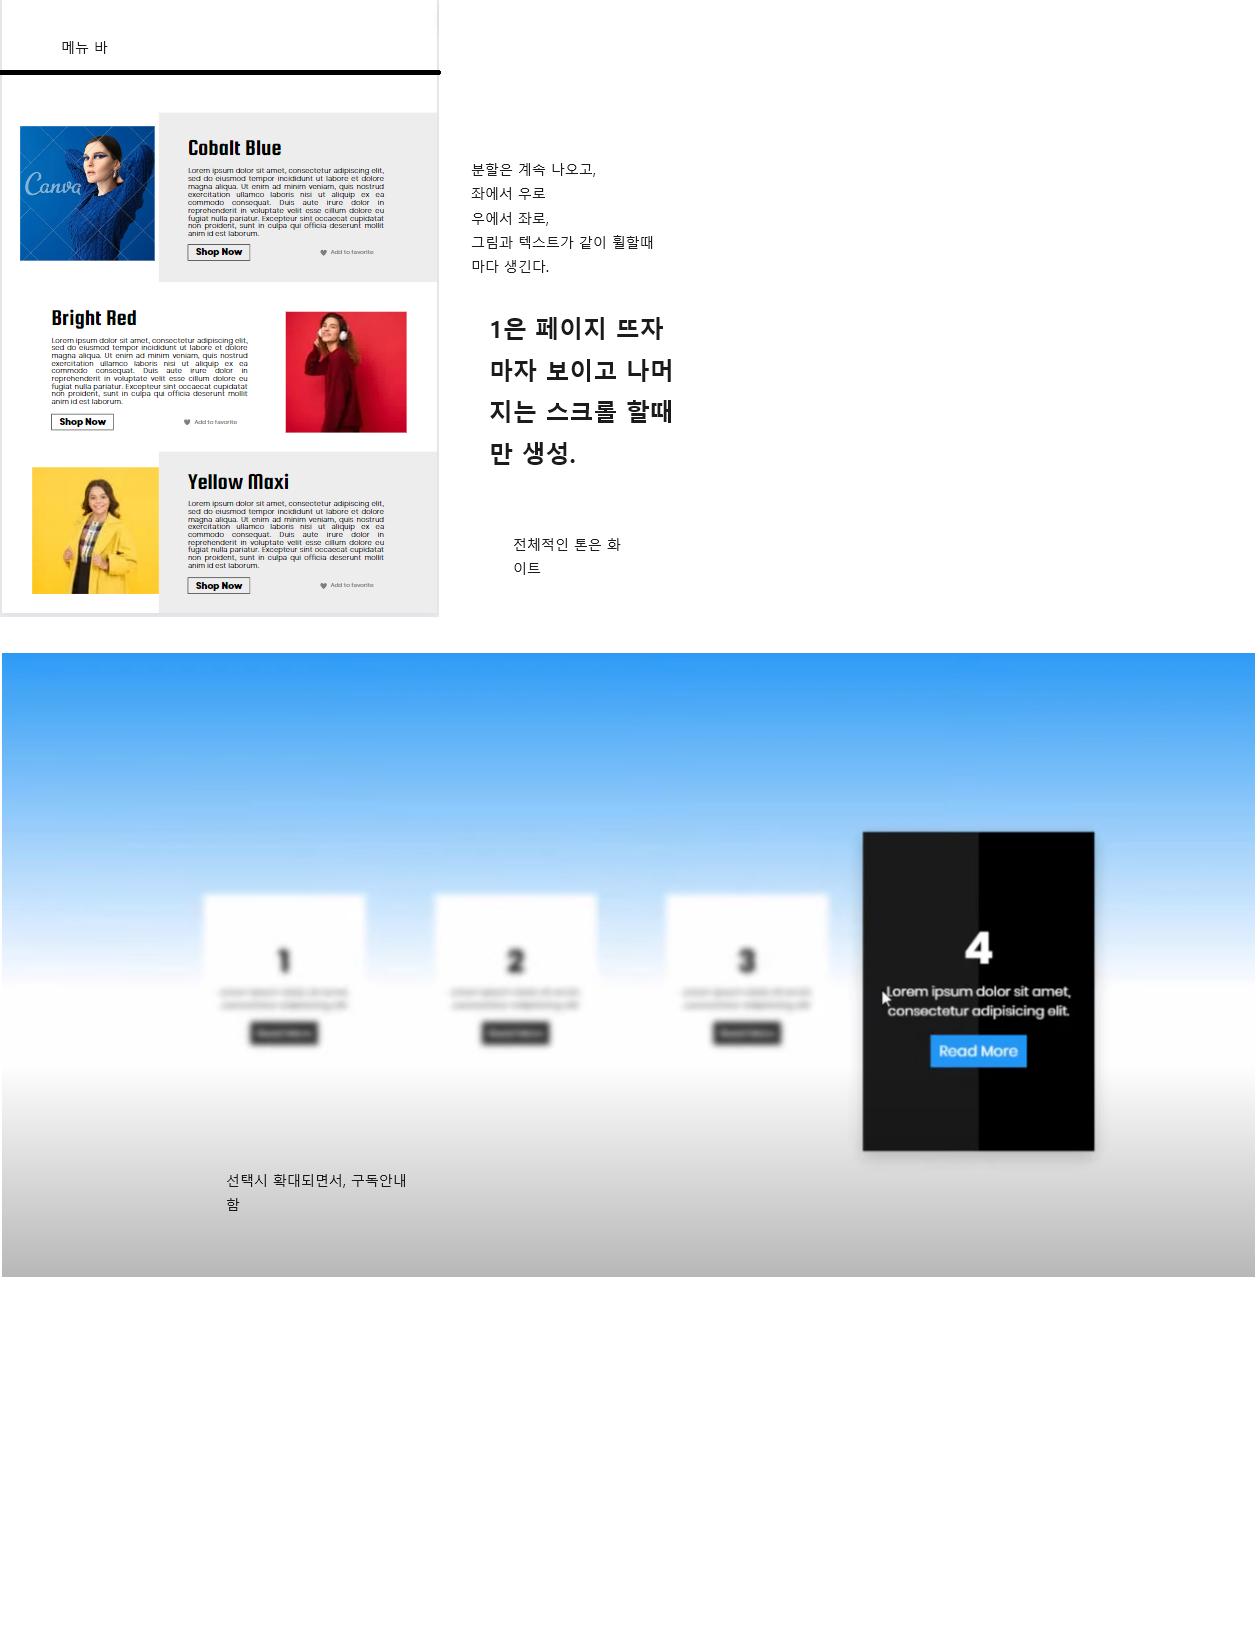 메뉴 바
Canva
Cobalt Blue
Lorem ipsum dolor sit amet, consectetur adipiscing elit,
sed do eiusmod tempor incididunt ut labore et dolore
magna aliqua. Ut enim ad minim veniam, quis nostrud
exercitation ullamco laboris nisi ut aliquip ex ea
commodo consequat. Duis aute irure dolor in
reprehenderit in voluptate velit esse cillum dolore eu
fugiat nulla pariatur. Excepteur sint occaecat cupidatat
non proident, sunt in culpa qui officia deserunt mollit
anim id est laborum.
Shop Now
Add to favorite
Bright Red
Lorem ipsum dolor sit amet, consectetur adipiscing elit,
sed do eiusmod tempor incididunt ut labore et dolore
magna aliqua. Ut enim ad minim veniam, quis nostrud
exercitation ullamco laboris nisi ut aliquip ex ea
commodo consequat. Duis aute irure dolor in
reprehenderit in voluptate velit esse cillum dolore eu
fugiat nulla pariatur. Excepteur sint occaecat cupidatat
non proident, sunt in culpa qui officia deserunt mollit
anim id est laborum.
Shop Now
Add to favorite
Yellow Maxi
Lorem ipsum dolor sit amet, consectetur adipiscing elit,
sed do eiusmod tempor incididunt ut labore et dolore
magna aliqua. Ut enim ad minim veniam, quis nostrud
exercitation ullamco laboris nisi ut aliquip ex ea
commodo consequat. Duis aute irure dolor in
reprehenderit in voluptate velit esse cillum dolore eu
fugiat nulla pariatur. Excepteur sint occaecat cupidatat
non proident, sunt in culpa qui officia deserunt mollit
anim id est laborum.
Shop Now
Add to favorite
분할은 계속 나오고,
좌에서 우로
우에서 좌로,
그림과 텍스트가 같이 휠할때
마다 생긴다.
1은 페이지 뜨자
마자 보이고 나머
지는 스크롤 할때
만 생성.
전체적인 톤은 화
이트
1
2
3
4
Lorem ipsum dolor sit amet,
consectetur adipisicing elit.
Read More
선택시 확대되면서, 구독안내
함